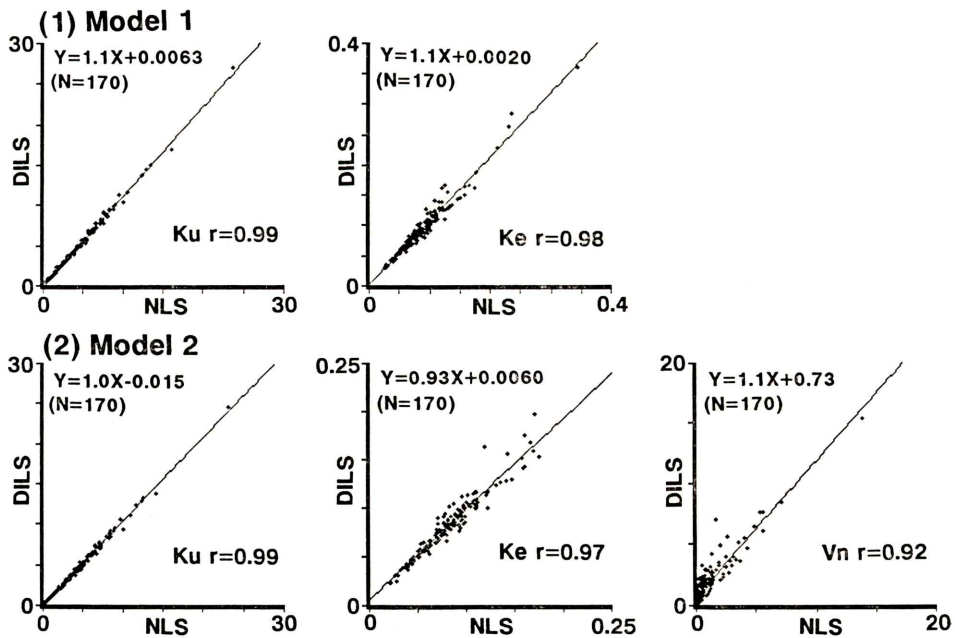 (1) Model 1
30
Y=1.1X+0.0063
(N=170)
DILS
Ku r=0.99
0
0
NLS
30
0.4
Y=1.1X+0.0020
(N=170)
DILS
Ke r=0.98
0
0
NLS
0.4
(2) Model 2
30
Y=1.0X-0.015
(N=170)
DILS
Ku r=0.99
0
0
NLS
30
0.25
Y=0.93X+0.0060
(N=170)
DILS
Ke r=0.97
0
0
NLS
0.25
20
Y=1.1X+0.73
(N=170)
DILS
Vn r=0.92
0
0
NLS
20